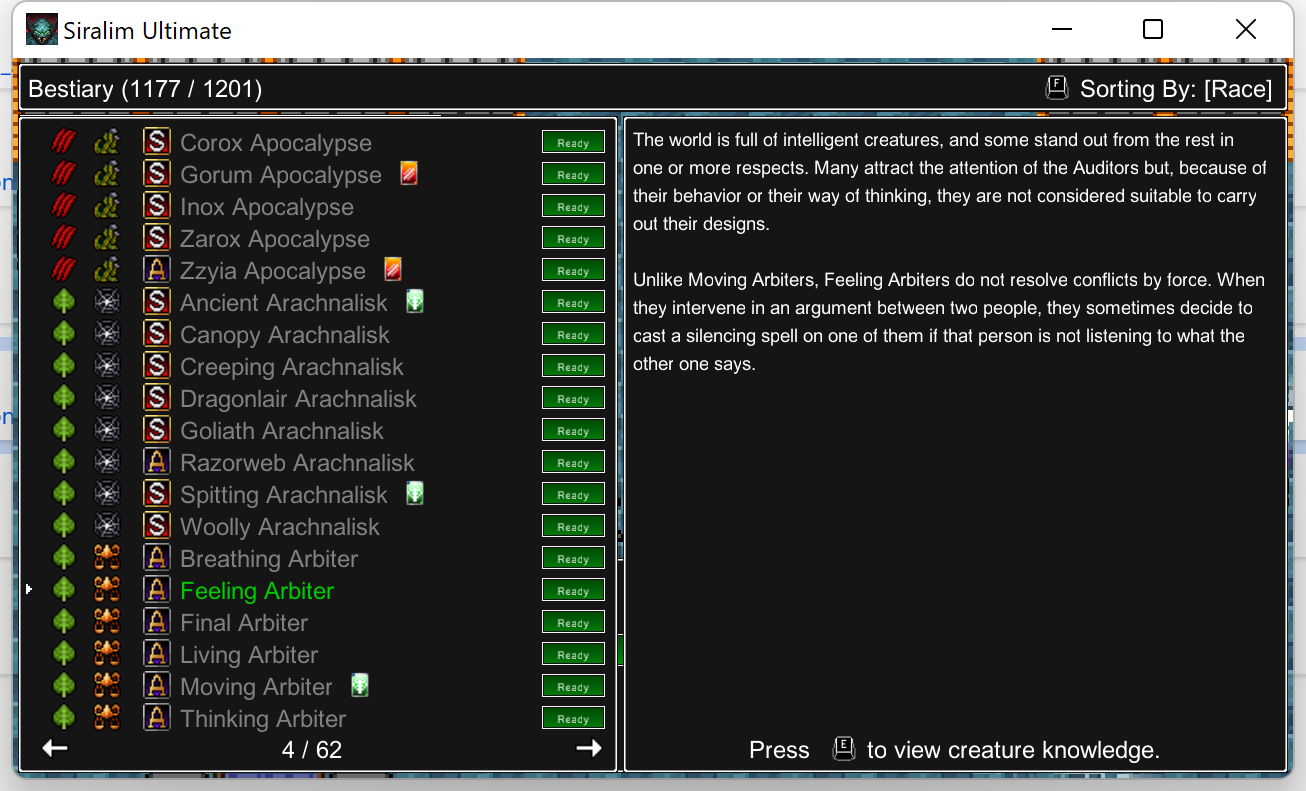 Siralim Ultimate
Bestiary (1177 / 1201)
F Sorting By: [Race]
S Corox Apocalypse Ready
S Gorum Apocalypse Ready
S Inox Apocalypse Ready
S Zarox Apocalypse Ready
A Zzyia Apocalypse Ready
S Ancient Arachnalisk Ready
S Canopy Arachnalisk Ready
S Creeping Arachnalisk Ready
S Dragonlair Arachnalisk Ready
S Goliath Arachnalisk Ready
A Razorweb Arachnalisk Ready
S Spitting Arachnalisk Ready
S Woolly Arachnalisk Ready
A Breathing Arbiter Ready
A Feeling Arbiter Ready
A Final Arbiter Ready
A Living Arbiter Ready
A Moving Arbiter Ready
A Thinking Arbiter Ready
4 / 62
The world is full of intelligent creatures, and some stand out from the rest in
one or more respects. Many attract the attention of the Auditors but, because of
their behavior or their way of thinking, they are not considered suitable to carry
out their designs.
Unlike Moving Arbiters, Feeling Arbiters do not resolve conflicts by force. When
they intervene in an argument between two people, they sometimes decide to
cast a silencing spell on one of them if that person is not listening to what the
other one says.
Press E to view creature knowledge.